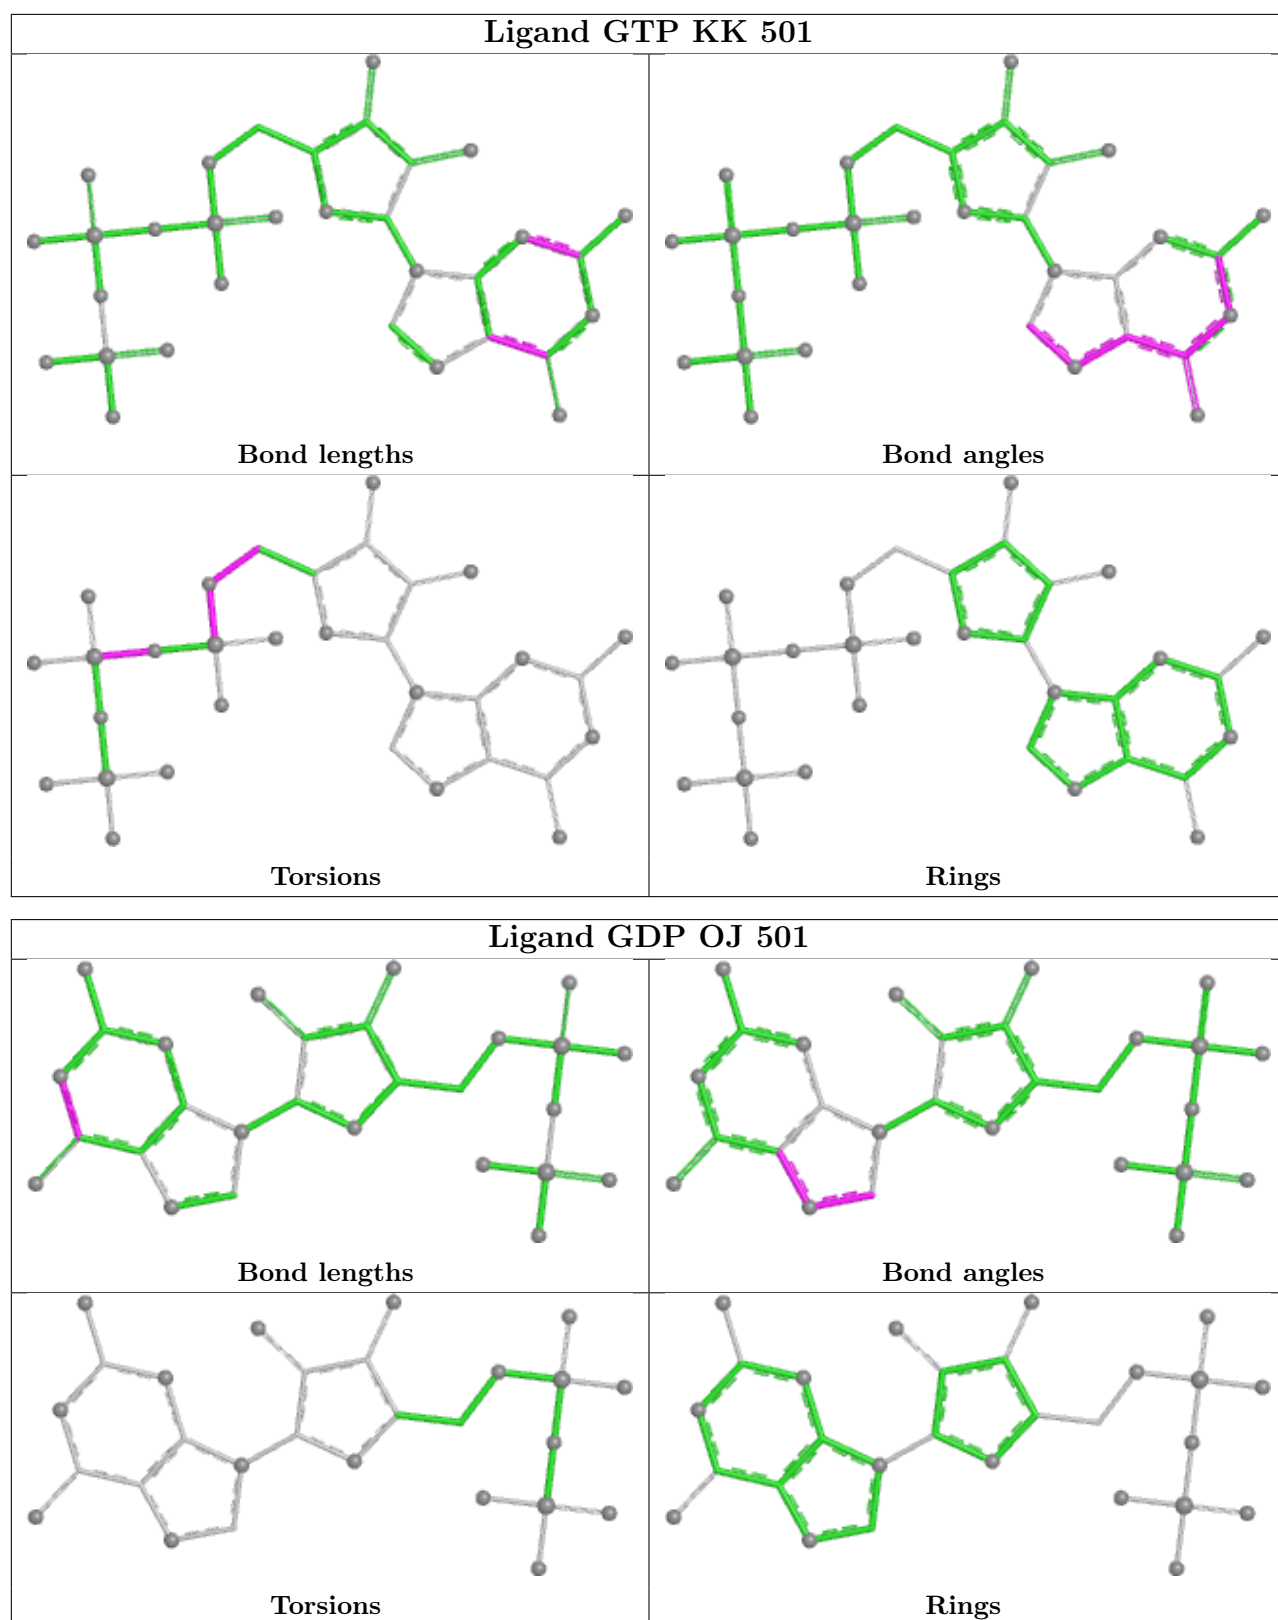 Ligand GTP KK 501
Bond lengths
Bond angles
Torsions
Rings
Ligand GDP OJ 501
Bond lengths
Bond angles
Torsions
Rings